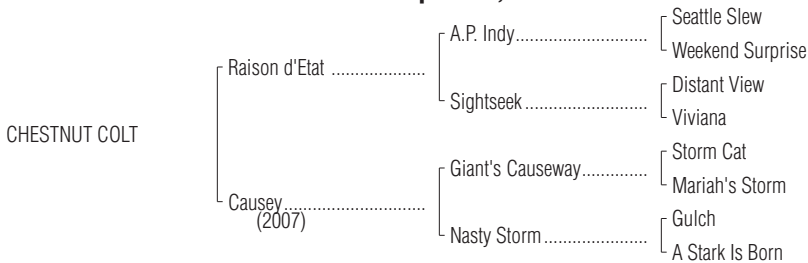 Seattle Slew
A.P. Indy...................................
Weekend Surprise
Raison d'Etat .....................
Distant View
Sightseek.................................
Viviana
CHESTNUT COLT
Storm Cat
Giant's Causeway..................
Mariah's Storm
Causey.....................................
(2007)
Gulch
Nasty Storm............................
A Stark Is Born